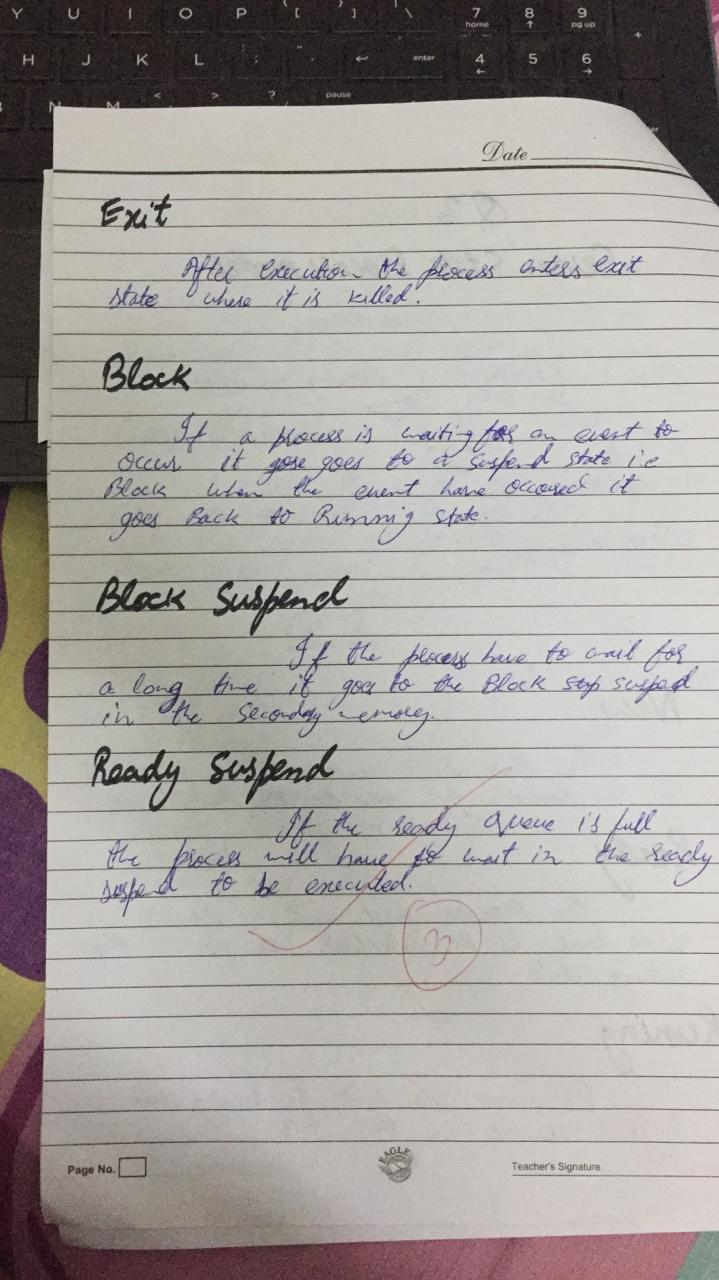 Y U I O P { [ } ] | \ 7 home 8 ↑ 9 pg up +
H J K L : ; " ' ↵ enter 4 ← 5 6 →
N M < > ? pause
Date
Exit
After execution the process enters exit
state where it is killed.
Block
If a process is waiting for an event to
occur it gose goes to a suspend state i.e
Block when the event have occured it
goes Back to Running state.
Block Suspend
If the process have to wait for
a long time it goes to the Block stop suspend
in the Secondary memory.
Ready Suspend
If the ready Queue is full
the process will have to wait in the ready
suspend to be executed.
3
Page No.
EAGLE
Teacher's Signature